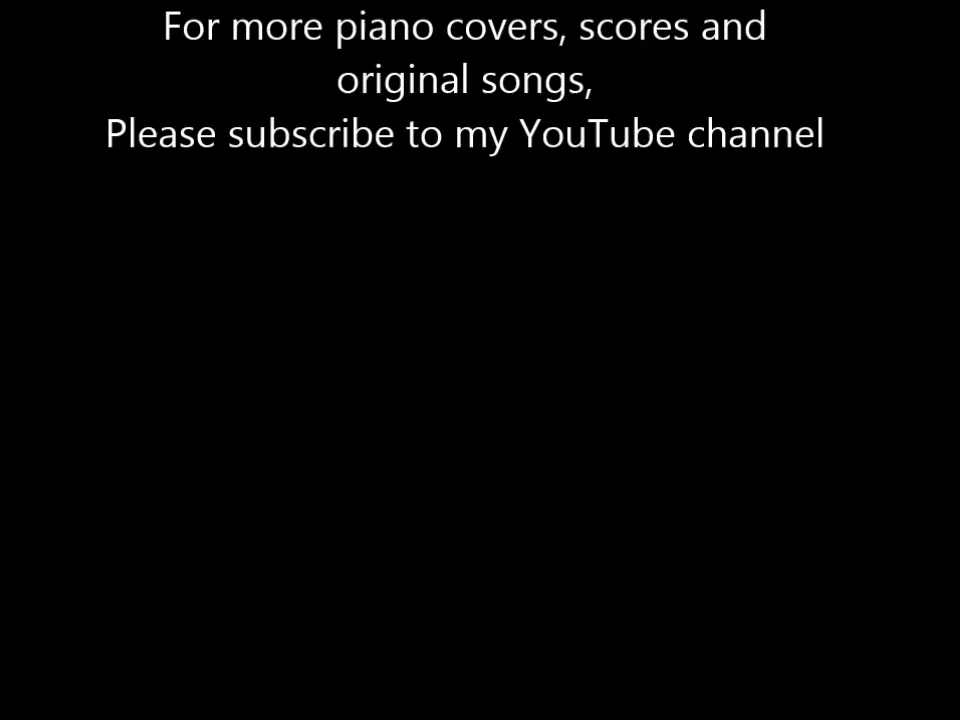 For more piano covers, scores and
original songs,
Please subscribe to my YouTube channel